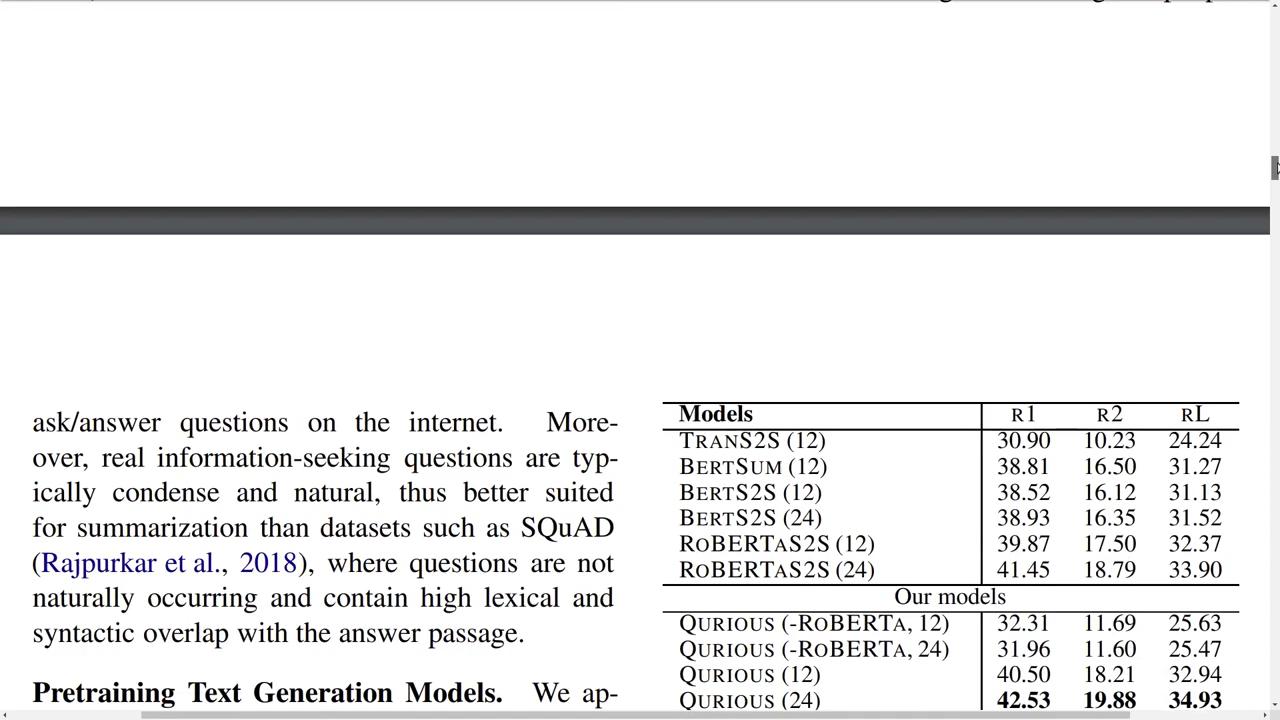 ask/answer questions on the internet. More-
over, real information-seeking questions are typ-
ically condense and natural, thus better suited
for summarization than datasets such as SQuAD
(Rajpurkar et al., 2018), where questions are not
naturally occurring and contain high lexical and
syntactic overlap with the answer passage.
Pretraining Text Generation Models. We ap-
Models R1 R2 RL
TRANS2S (12) 30.90 10.23 24.24
BERTSUM (12) 38.81 16.50 31.27
BERTS2S (12) 38.52 16.12 31.13
BERTS2S (24) 38.93 16.35 31.52
ROBERTAS2S (12) 39.87 17.50 32.37
ROBERTAS2S (24) 41.45 18.79 33.90
Our models
QURIOUS (-ROBERTA, 12) 32.31 11.69 25.63
QURIOUS (-ROBERTA, 24) 31.96 11.60 25.47
QURIOUS (12) 40.50 18.21 32.94
QURIOUS (24) 42.53 19.88 34.93